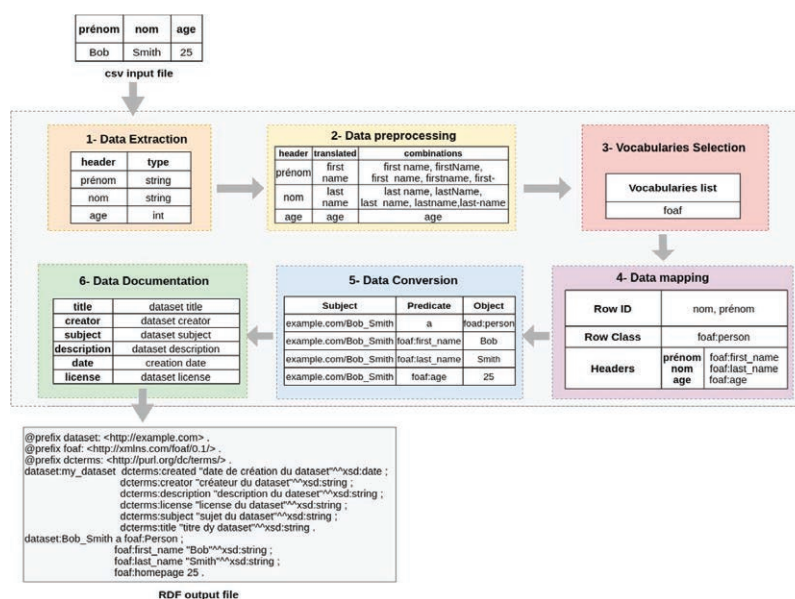 prénom nom age
Bob Smith 25
csv input file
1- Data Extraction
header type
prénom string
nom string
age int
2- Data preprocessing
header translated combinations
prénom first name first name, firstName,
first_name, firstname, first-
nom last name last name, lastName,
last_name, lastname,last-name
age age age
3- Vocabularies Selection
Vocabularies list
foaf
4- Data mapping
Row ID nom, prénom
Row Class foaf:person
Headers prénom foaf:first_name
nom foaf:last_name
age foaf:age
5- Data Conversion
Subject Predicate Object
example.com/Bob_Smith a foad:person
example.com/Bob_Smith foaf:first_name Bob
example.com/Bob_Smith foaf:last_name Smith
example.com/Bob_Smith foaf:age 25
6- Data Documentation
title dataset title
creator dataset creator
subject dataset subject
description dataset description
date creation date
license dataset license
@prefix dataset: <http://example.com> .
@prefix foaf: <http://xmlns.com/foaf/0.1/> .
@prefix dcterms: <http://purl.org/dc/terms/> .
dataset:my_dataset dcterms:created "date de création du dataset"^^xsd:date ;
dcterms:creator "créateur du dataset"^^xsd:string ;
dcterms:description "description du dateset"^^xsd:string ;
dcterms:license "license du dataset"^^xsd:string ;
dcterms:subject "sujet du dataset"^^xsd:string ;
dcterms:title "titre dy dataset"^^xsd:string .
dataset:Bob_Smith a foaf:Person ;
foaf:first_name "Bob"^^xsd:string ;
foaf:last_name "Smith"^^xsd:string ;
foaf:homepage 25 .
RDF output file